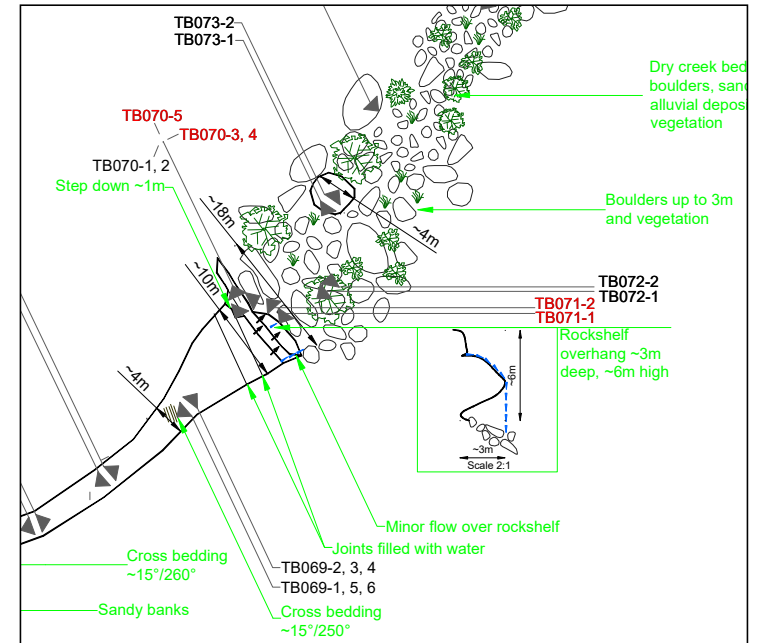 TB073-2
TB073-1
Dry creek bed
boulders, sand
alluvial depos
vegetation
TB070-5
TB070-3, 4
TB070-1, 2
Step down ~1m
~18m
~10m
Boulders up to 3m
and vegetation
~4m
TB072-2
TB072-1
TB071-2
TB071-1
Rockshelf
overhang ~3m
deep, ~6m high
~6m
~3m
Scale 2:1
~4m
Minor flow over rockshelf
Joints filled with water
Cross bedding
~15°/260°
TB069-2, 3, 4
TB069-1, 5, 6
Sandy banks
Cross bedding
~15°/250°